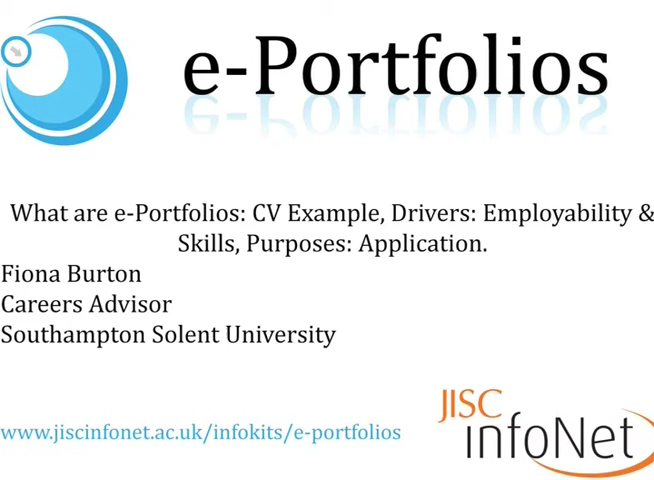 e-Portfolios
What are e-Portfolios: CV Example, Drivers: Employability &
Skills, Purposes: Application.
Fiona Burton
Careers Advisor
Southampton Solent University
www.jiscinfonet.ac.uk/infokits/e-portfolios
JISC
infoNet